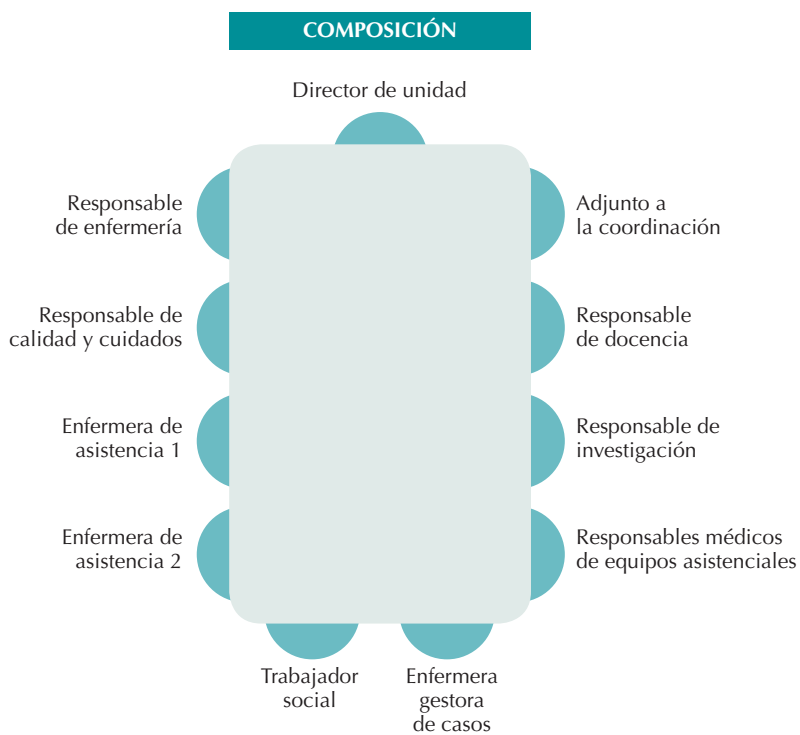 COMPOSICIÓN
Director de unidad
Responsable
de enfermería
Adjunto a
la coordinación
Responsable de
calidad y cuidados
Responsable
de docencia
Enfermera de
asistencia 1
Responsable de
investigación
Enfermera de
asistencia 2
Responsables médicos
de equipos asistenciales
Trabajador
social
Enfermera
gestora
de casos